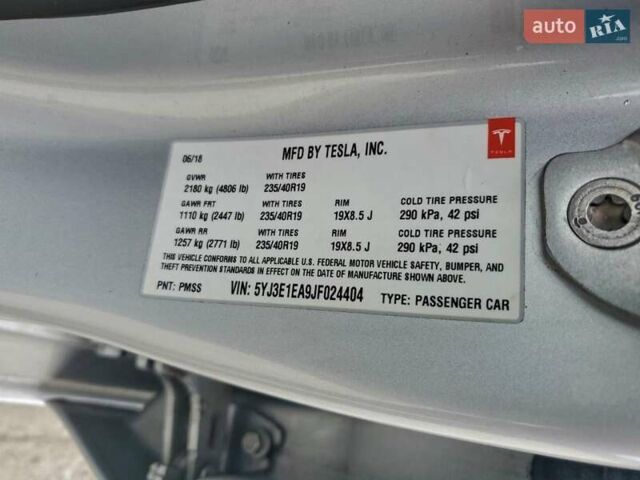 auto RIA.com
06/18 MFD BY TESLA, INC.
TESLA
GVWR WITH TIRES
2180 kg (4806 lb) 235/40R19
GAWR FRT WITH TIRES RIM COLD TIRE PRESSURE
1110 kg (2447 lb) 235/40R19 19X8.5 J 290 kPa, 42 psi
GAWR RR WITH TIRES RIM COLD TIRE PRESSURE
1257 kg (2771 lb) 235/40R19 19X8.5 J 290 kPa, 42 psi
THIS VEHICLE CONFORMS TO ALL APPLICABLE U.S. FEDERAL MOTOR VEHICLE SAFETY, BUMPER, AND
THEFT PREVENTION STANDARDS IN EFFECT ON THE DATE OF MANUFACTURE SHOWN ABOVE.
PNT: PMSS VIN: 5YJ3E1EA9JF024404 TYPE: PASSENGER CAR